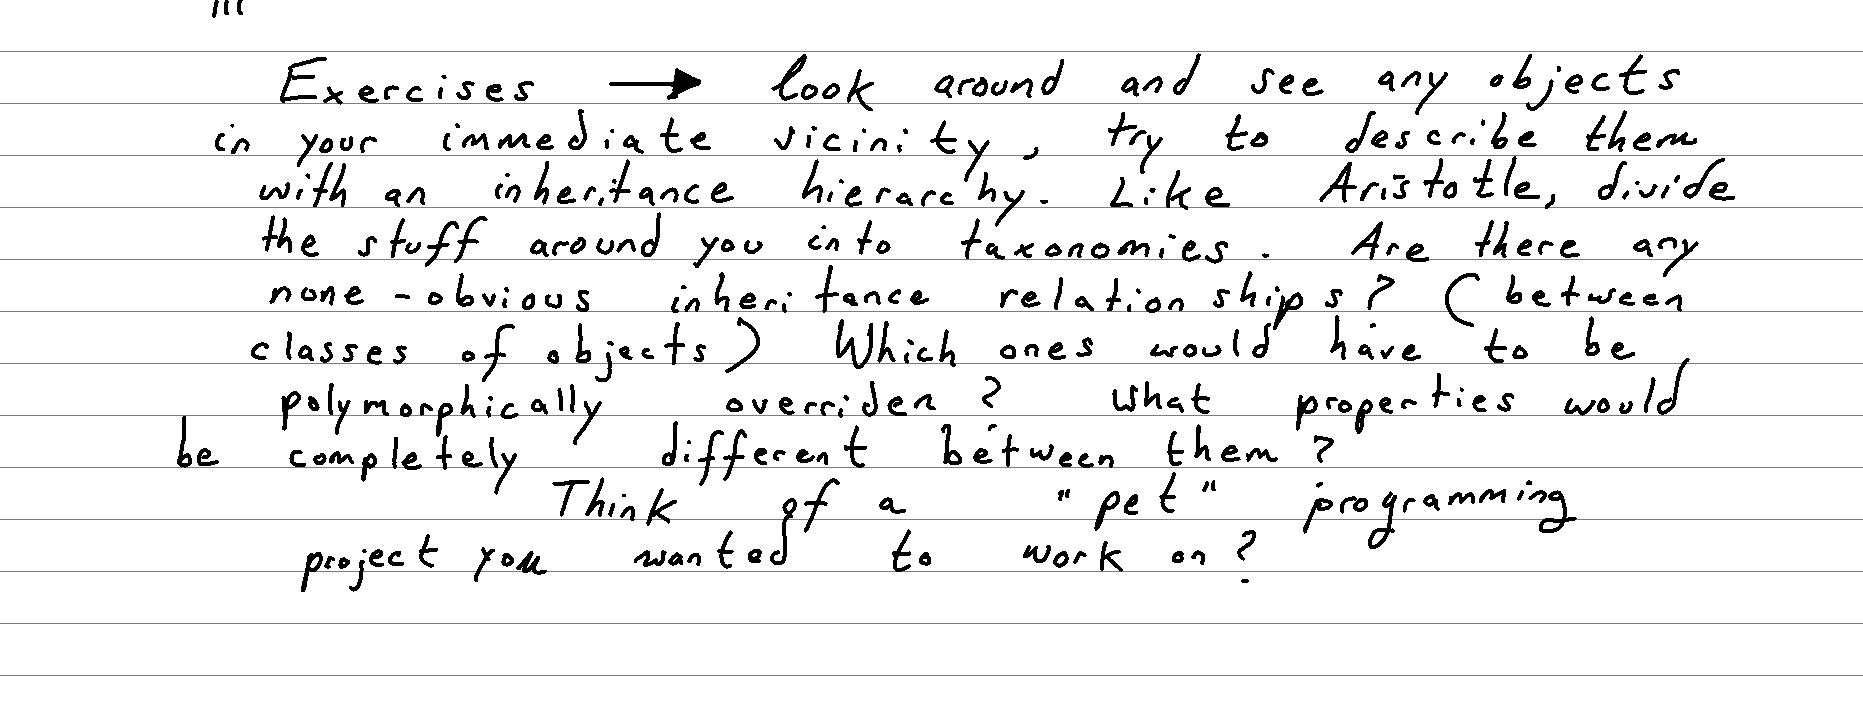 Exercises → look around and see any objects
in your immediate vicinity, try to describe them
with an inheritance hierarchy. Like Aristotle, divide
the stuff around you into taxonomies. Are there any
none-obvious inheritance relationships? (between
classes of objects) Which ones would have to be
polymorphically overriden? What properties would
be completely different between them?
Think of a "pet" programming
project you wanted to work on?